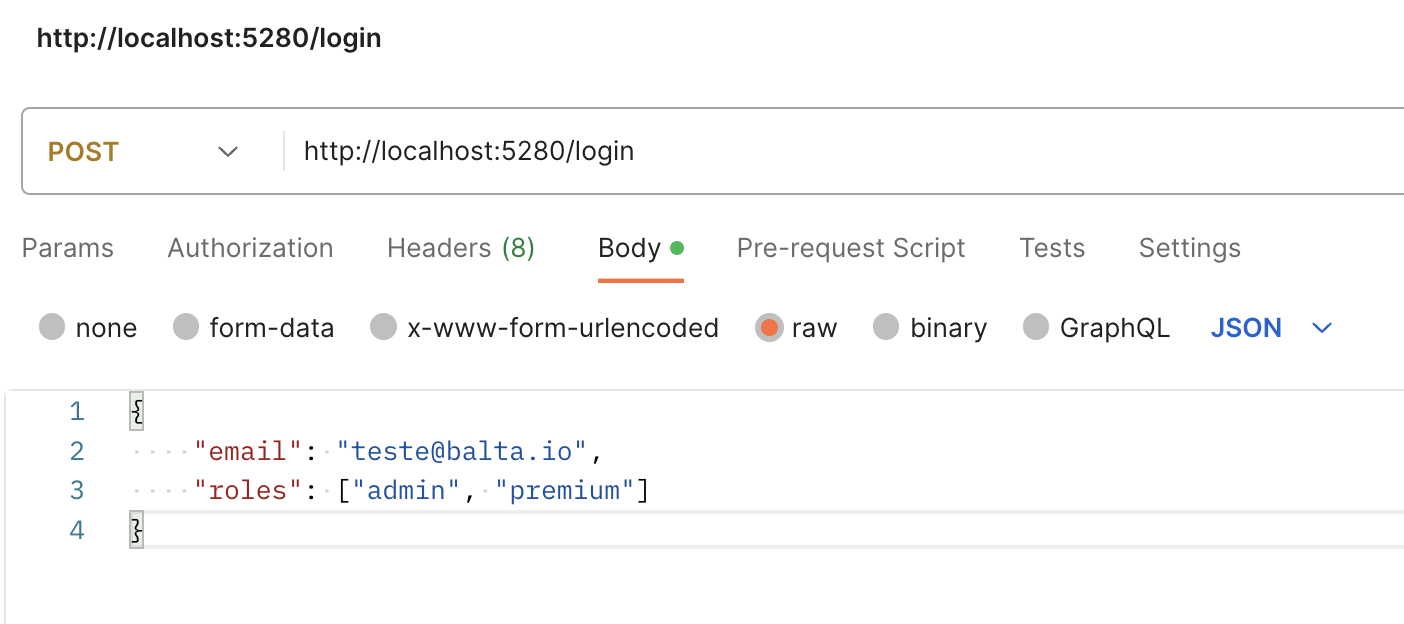 http://localhost:5280/login
POST http://localhost:5280/login
Params Authorization Headers (8) Body Pre-request Script Tests Settings
none form-data x-www-form-urlencoded raw binary GraphQL JSON
1 {
2 ····"email":·"teste@balta.io",
3 ····"roles":·["admin",·"premium"]
4 }